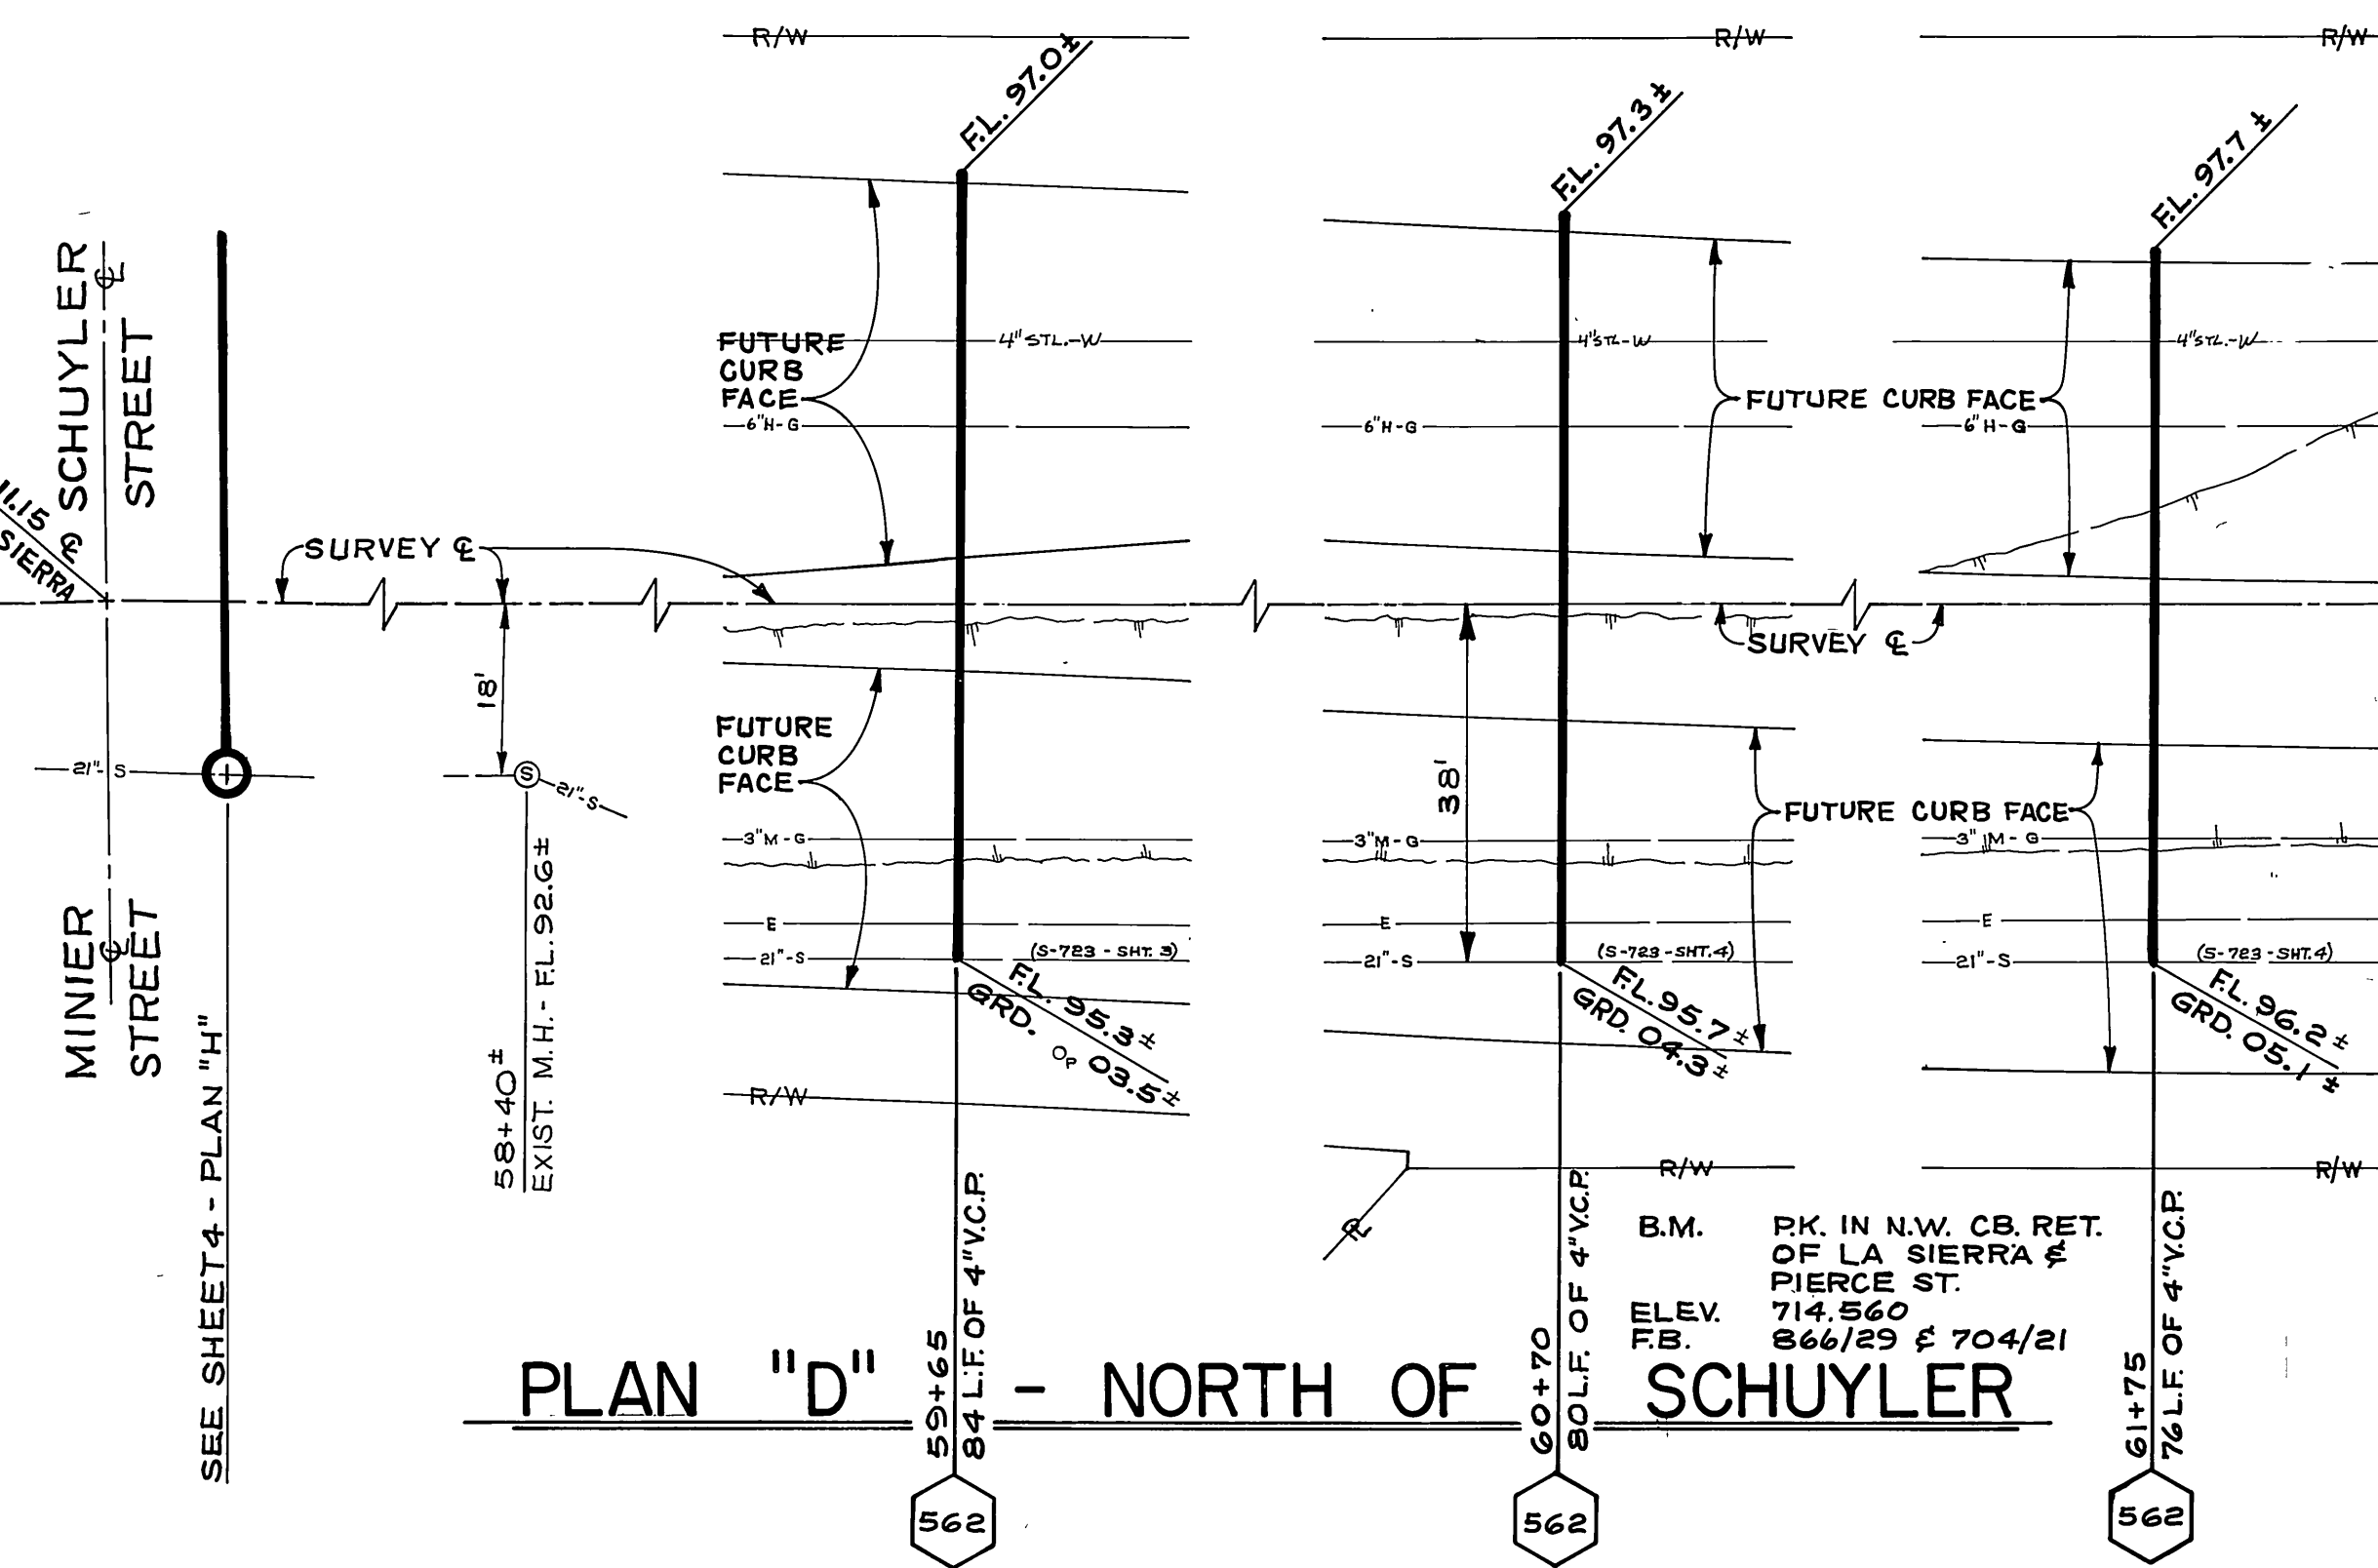 R/W
R/W
R/W
F.L. 97.0±
F.L. 97.3±
F.L. 97.7 ±
SCHUYLER
STREET
℄
11.15
℄
SIERRA
SURVEY ℄
FUTURE
CURB
FACE
4" STL.-W
6"H-G
4"STL-W
6"H-G
FUTURE CURB FACE
4"STL.-W
6"H-G
SURVEY ℄
18'
38'
21"-S
S
21"-S
58+40±
EXIST. M.H.- F.L.92.6±
MINIER
STREET
℄
SEE SHEET 4 - PLAN "H"
FUTURE
CURB
FACE
3"M-G
E
21"-S
(S-723 - SHT. 3)
F.L. 95.3±
GRD. 03.5±
OP
R/W
3"M-G
E
21"-S
(S-723-SHT.4)
F.L.95.7±
GRD. 04.3±
FUTURE CURB FACE
3" M-G
E
21"-S
(S-723-SHT.4)
F.L. 96.2±
GRD. 05.1 ±
R/W
R/W
℄
B.M. P.K. IN N.W. CB. RET.
OF LA SIERRA &
PIERCE ST.
ELEV. 714.560
F.B. 866/29 & 704/21
59+65
84 L.F. OF 4"V.C.P.
60+70
80L.F. OF 4"V.C.P.
61+75
76L.F. OF 4"V.C.P.
PLAN "D" - NORTH OF SCHUYLER
562
562
562